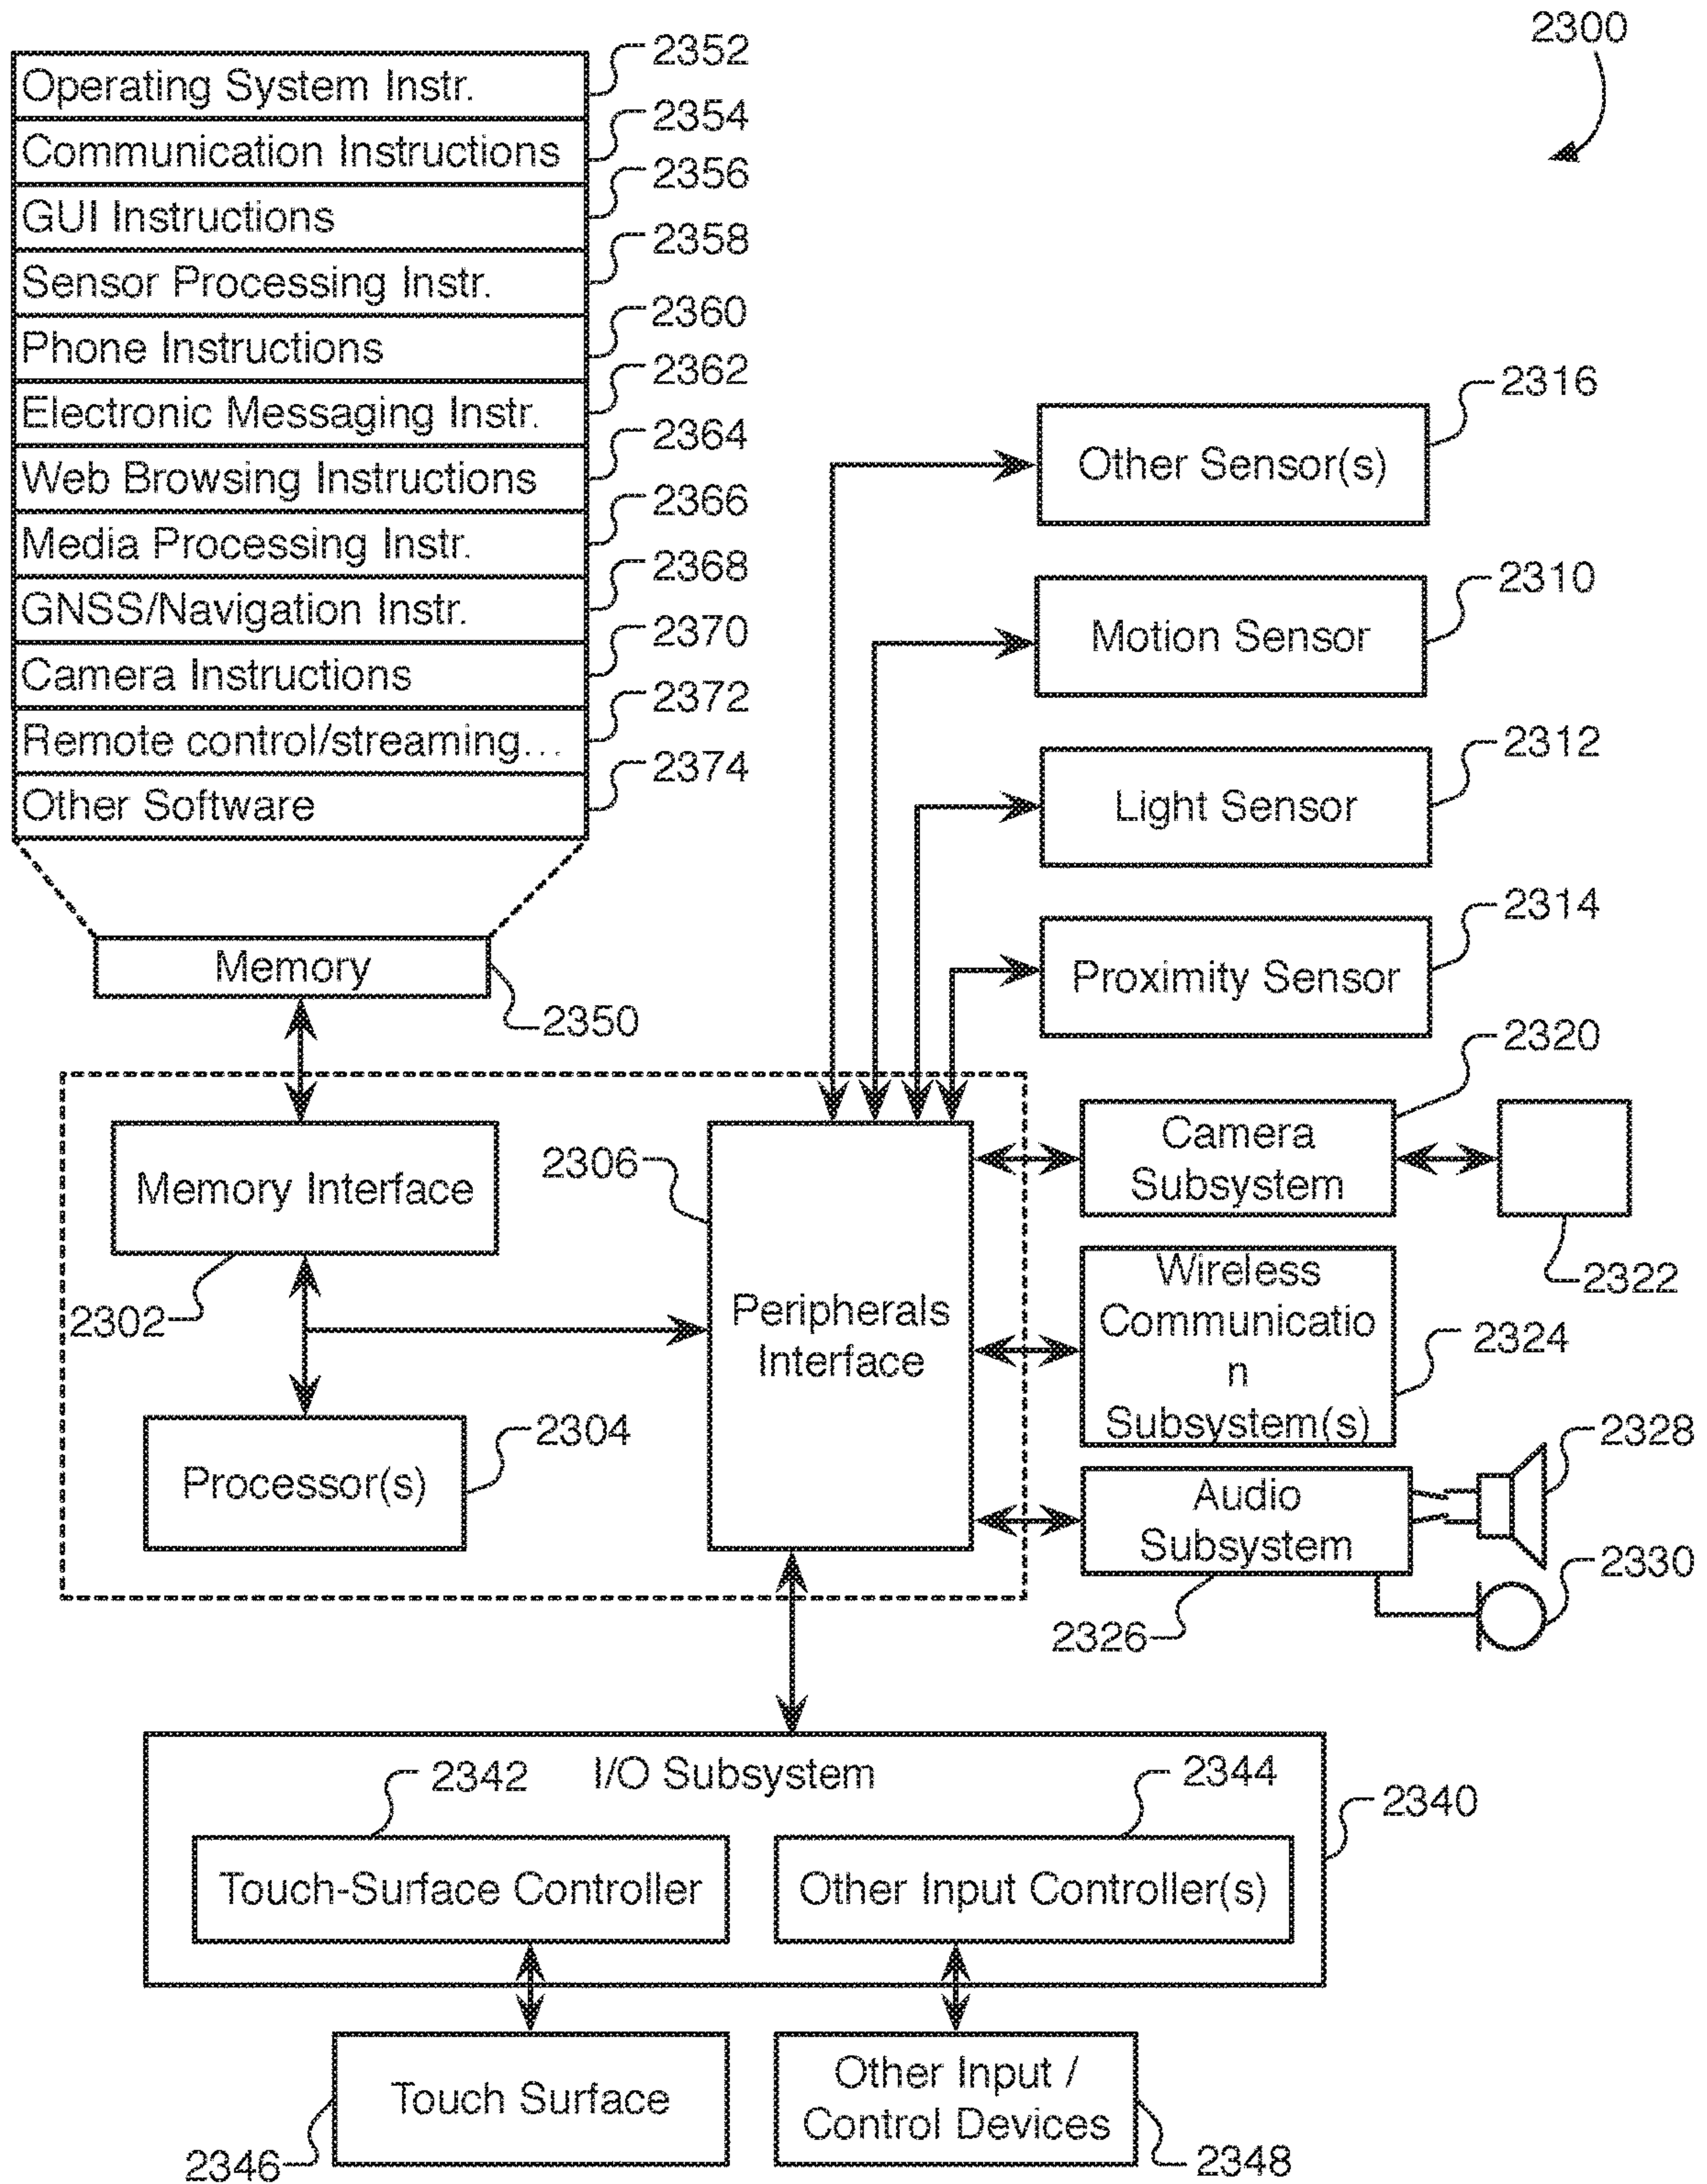 2300
Operating System Instr.
2352
Communication Instructions
2354
GUI Instructions
2356
Sensor Processing Instr.
2358
Phone Instructions
2360
Electronic Messaging Instr.
2362
Web Browsing Instructions
2364
Media Processing Instr.
2366
GNSS/Navigation Instr.
2368
Camera Instructions
2370
Remote control/streaming...
2372
Other Software
2374
Memory
2350
Other Sensor(s)
2316
Motion Sensor
2310
Light Sensor
2312
Proximity Sensor
2314
Memory Interface
2302
Processor(s)
2304
2306
Peripherals
Interface
Camera
Subsystem
2320
2322
Wireless
Communicatio
n
Subsystem(s)
2324
Audio
Subsystem
2326
2328
2330
I/O Subsystem
2340
2342
Touch-Surface Controller
2344
Other Input Controller(s)
Touch Surface
2346
Other Input /
Control Devices
2348